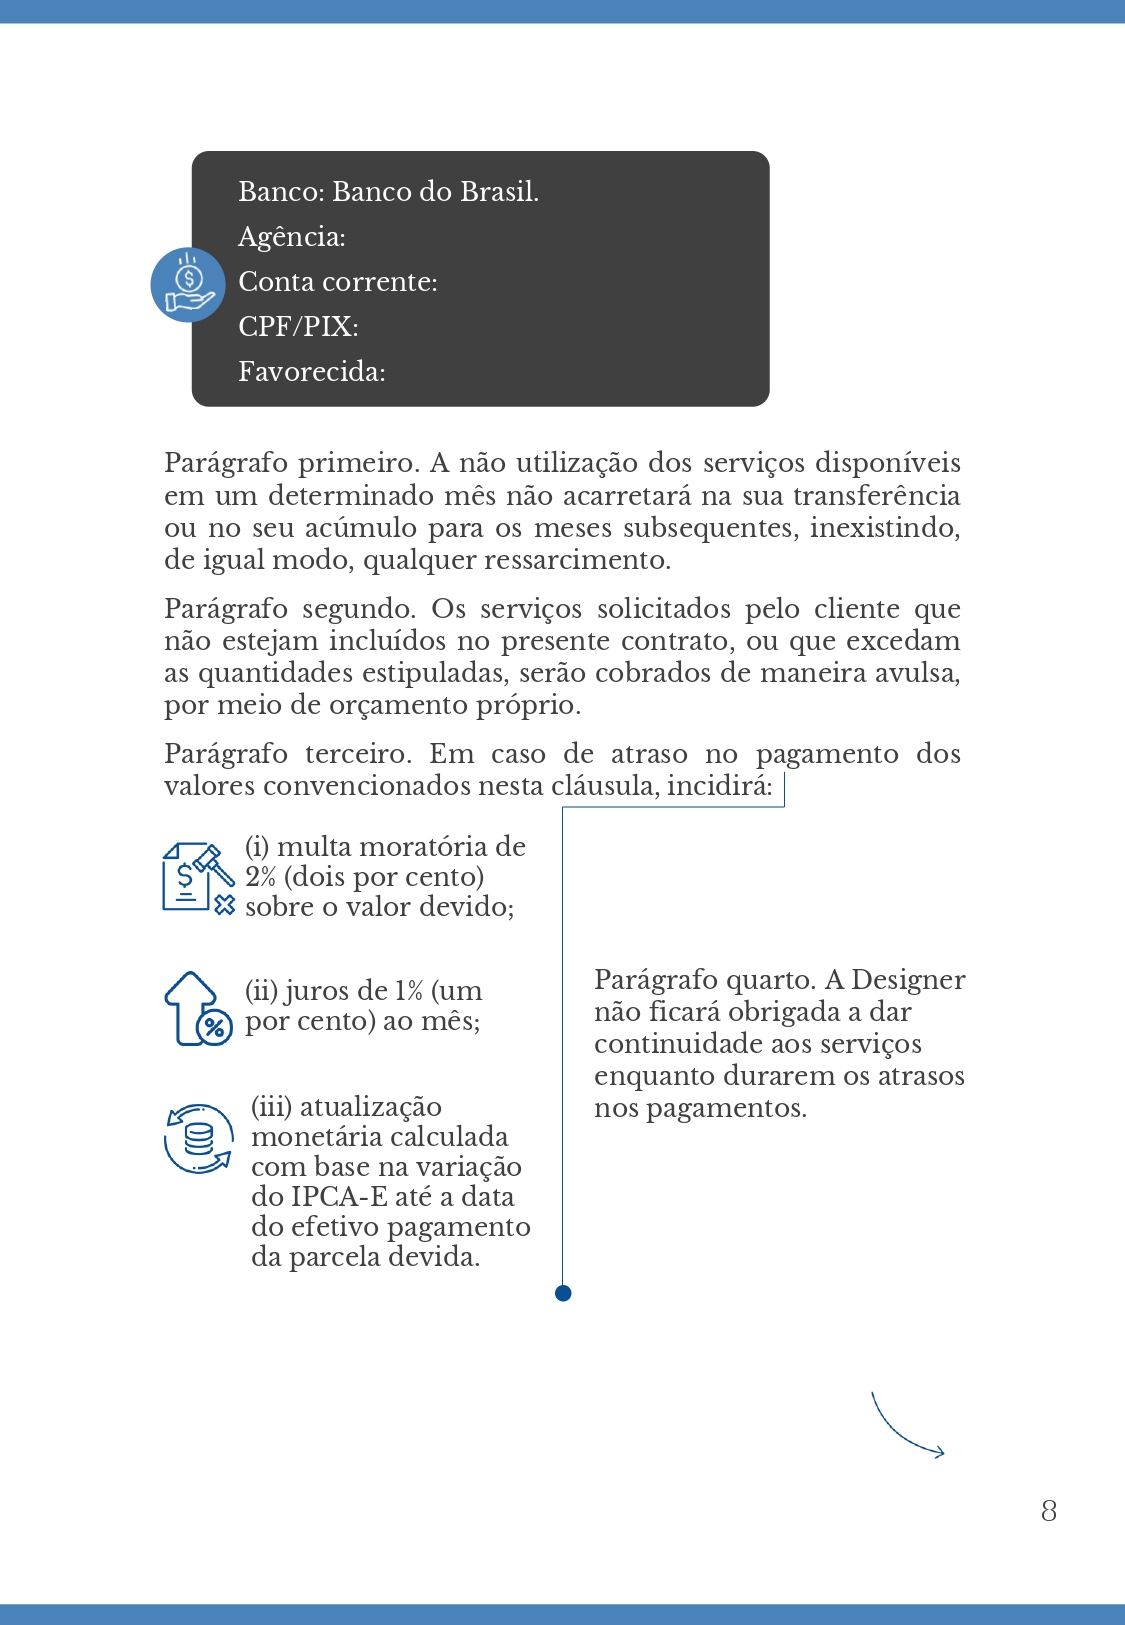 Banco: Banco do Brasil.
Agência:
Conta corrente:
CPF/PIX:
Favorecida:
Parágrafo primeiro. A não utilização dos serviços disponíveis
em um determinado mês não acarretará na sua transferência
ou no seu acúmulo para os meses subsequentes, inexistindo,
de igual modo, qualquer ressarcimento.
Parágrafo segundo. Os serviços solicitados pelo cliente que
não estejam incluídos no presente contrato, ou que excedam
as quantidades estipuladas, serão cobrados de maneira avulsa,
por meio de orçamento próprio.
Parágrafo terceiro. Em caso de atraso no pagamento dos
valores convencionados nesta cláusula, incidirá:
(i) multa moratória de
2% (dois por cento)
sobre o valor devido;
(ii) juros de 1% (um
por cento) ao mês;
(iii) atualização
monetária calculada
com base na variação
do IPCA-E até a data
do efetivo pagamento
da parcela devida.
Parágrafo quarto. A Designer
não ficará obrigada a dar
continuidade aos serviços
enquanto durarem os atrasos
nos pagamentos.
8